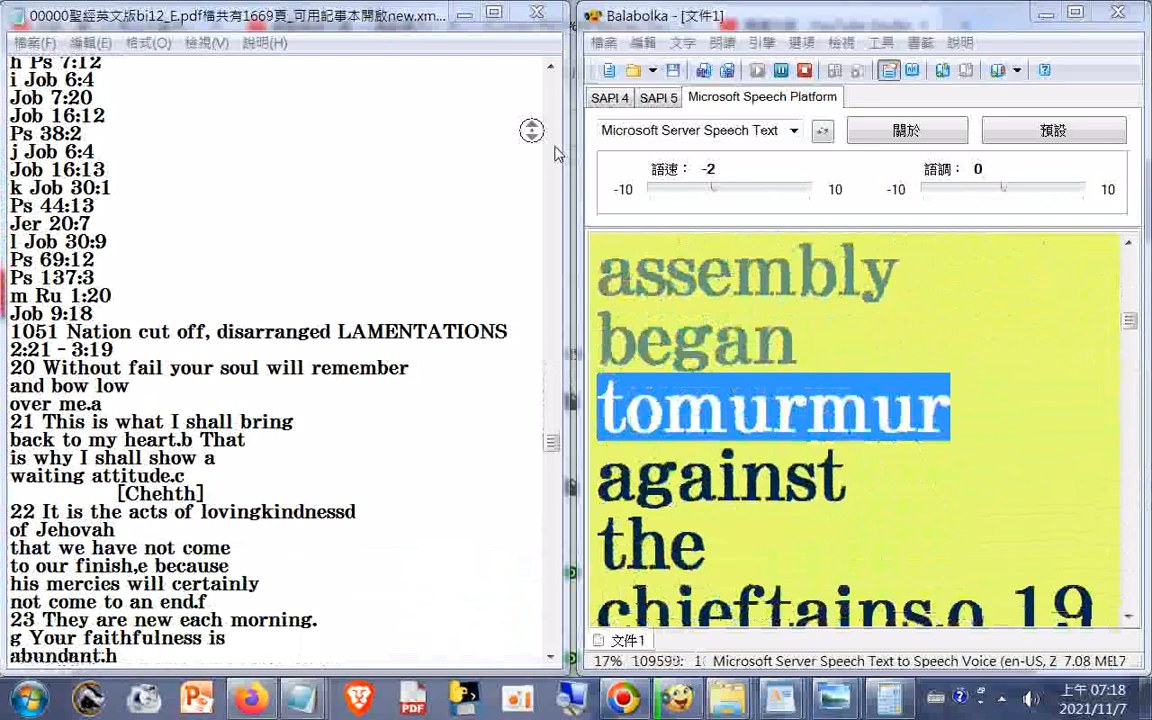 00000聖經英文版bi12_E.pdf檔共有1669頁_可用記事本開啟new.xm...
檔案(F) 編輯(E) 格式(O) 檢視(V) 說明(H)
h Ps 7:12
i Job 6:4
Job 7:20
Job 16:12
Ps 38:2
j Job 6:4
Job 16:13
k Job 30:1
Ps 44:13
Jer 20:7
l Job 30:9
Ps 69:12
Ps 137:3
m Ru 1:20
Job 9:18
1051 Nation cut off, disarranged LAMENTATIONS
2:21 - 3:19
20 Without fail your soul will remember
and bow low
over me.a
21 This is what I shall bring
back to my heart.b That
is why I shall show a
waiting attitude.c
[Chehth]
22 It is the acts of lovingkindnessd
of Jehovah
that we have not come
to our finish,e because
his mercies will certainly
not come to an end.f
23 They are new each morning.
g Your faithfulness is
abundant.h
Balabolka - [文件1]
檔案 編輯 文字 朗讀 引擎 選項 檢視 工具 書籤 說明
SAPI 4 SAPI 5 Microsoft Speech Platform
Microsoft Server Speech Text 關於 預設
語速： -2 語調： 0
-10 10 -10 10
assembly
began
tomurmur
against
the
chieftains.o 19
文件1
17% Microsoft Server Speech Text to Speech Voice (en-US, Z 7.08
PDF
上午 07:18
2021/11/7